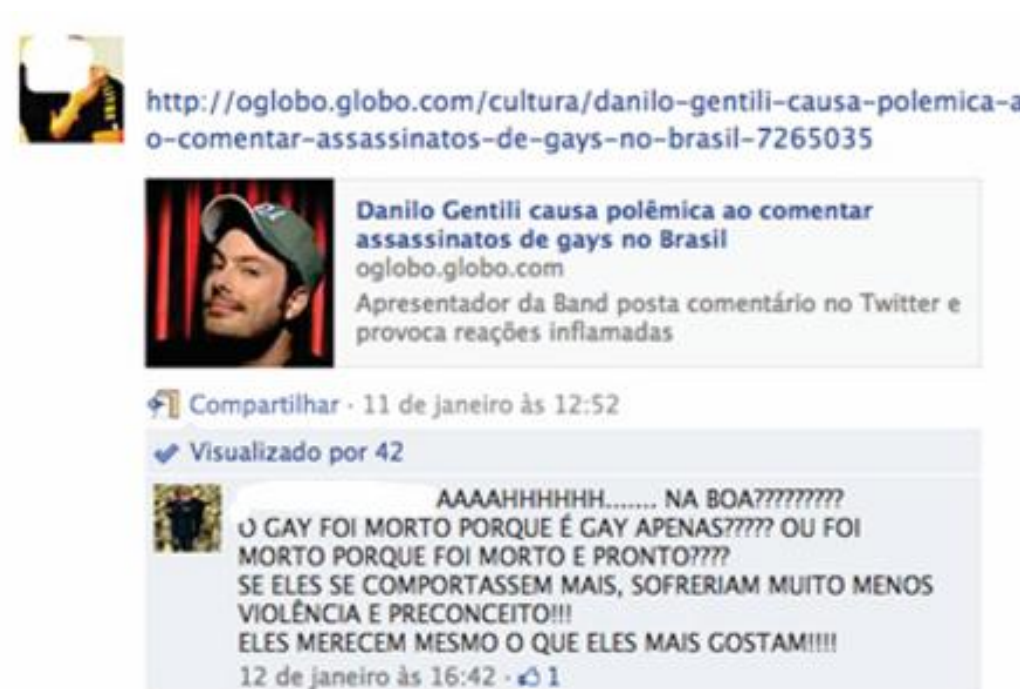 http://oglobo.globo.com/cultura/danilo-gentili-causa-polemica-a
o-comentar-assassinatos-de-gays-no-brasil-7265035
Danilo Gentili causa polêmica ao comentar
assassinatos de gays no Brasil
oglobo.globo.com
Apresentador da Band posta comentário no Twitter e
provoca reações inflamadas
Compartilhar · 11 de janeiro às 12:52
Visualizado por 42
AAAAHHHHHH....... NA BOA?????????
O GAY FOI MORTO PORQUE É GAY APENAS????? OU FOI
MORTO PORQUE FOI MORTO E PRONTO????
SE ELES SE COMPORTASSEM MAIS, SOFRERIAM MUITO MENOS
VIOLÊNCIA E PRECONCEITO!!!
ELES MERECEM MESMO O QUE ELES MAIS GOSTAM!!!!
12 de janeiro às 16:42 · 1